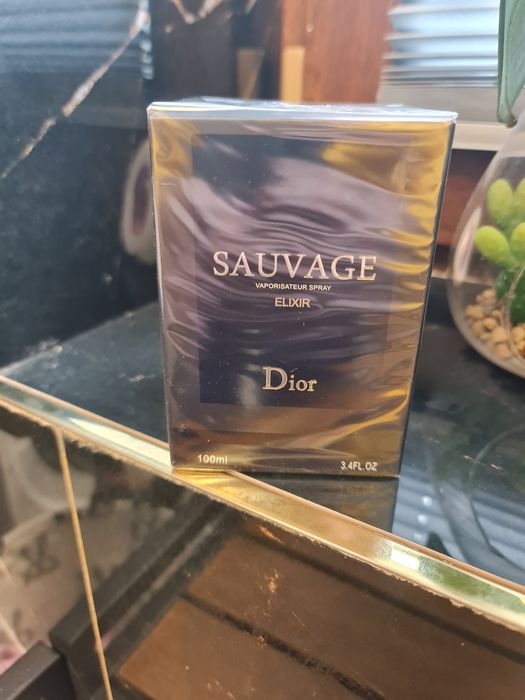 SAUVAGE
VAPORISATEUR SPRAY
ELIXIR
Dior
100ml 3.4FL.OZ